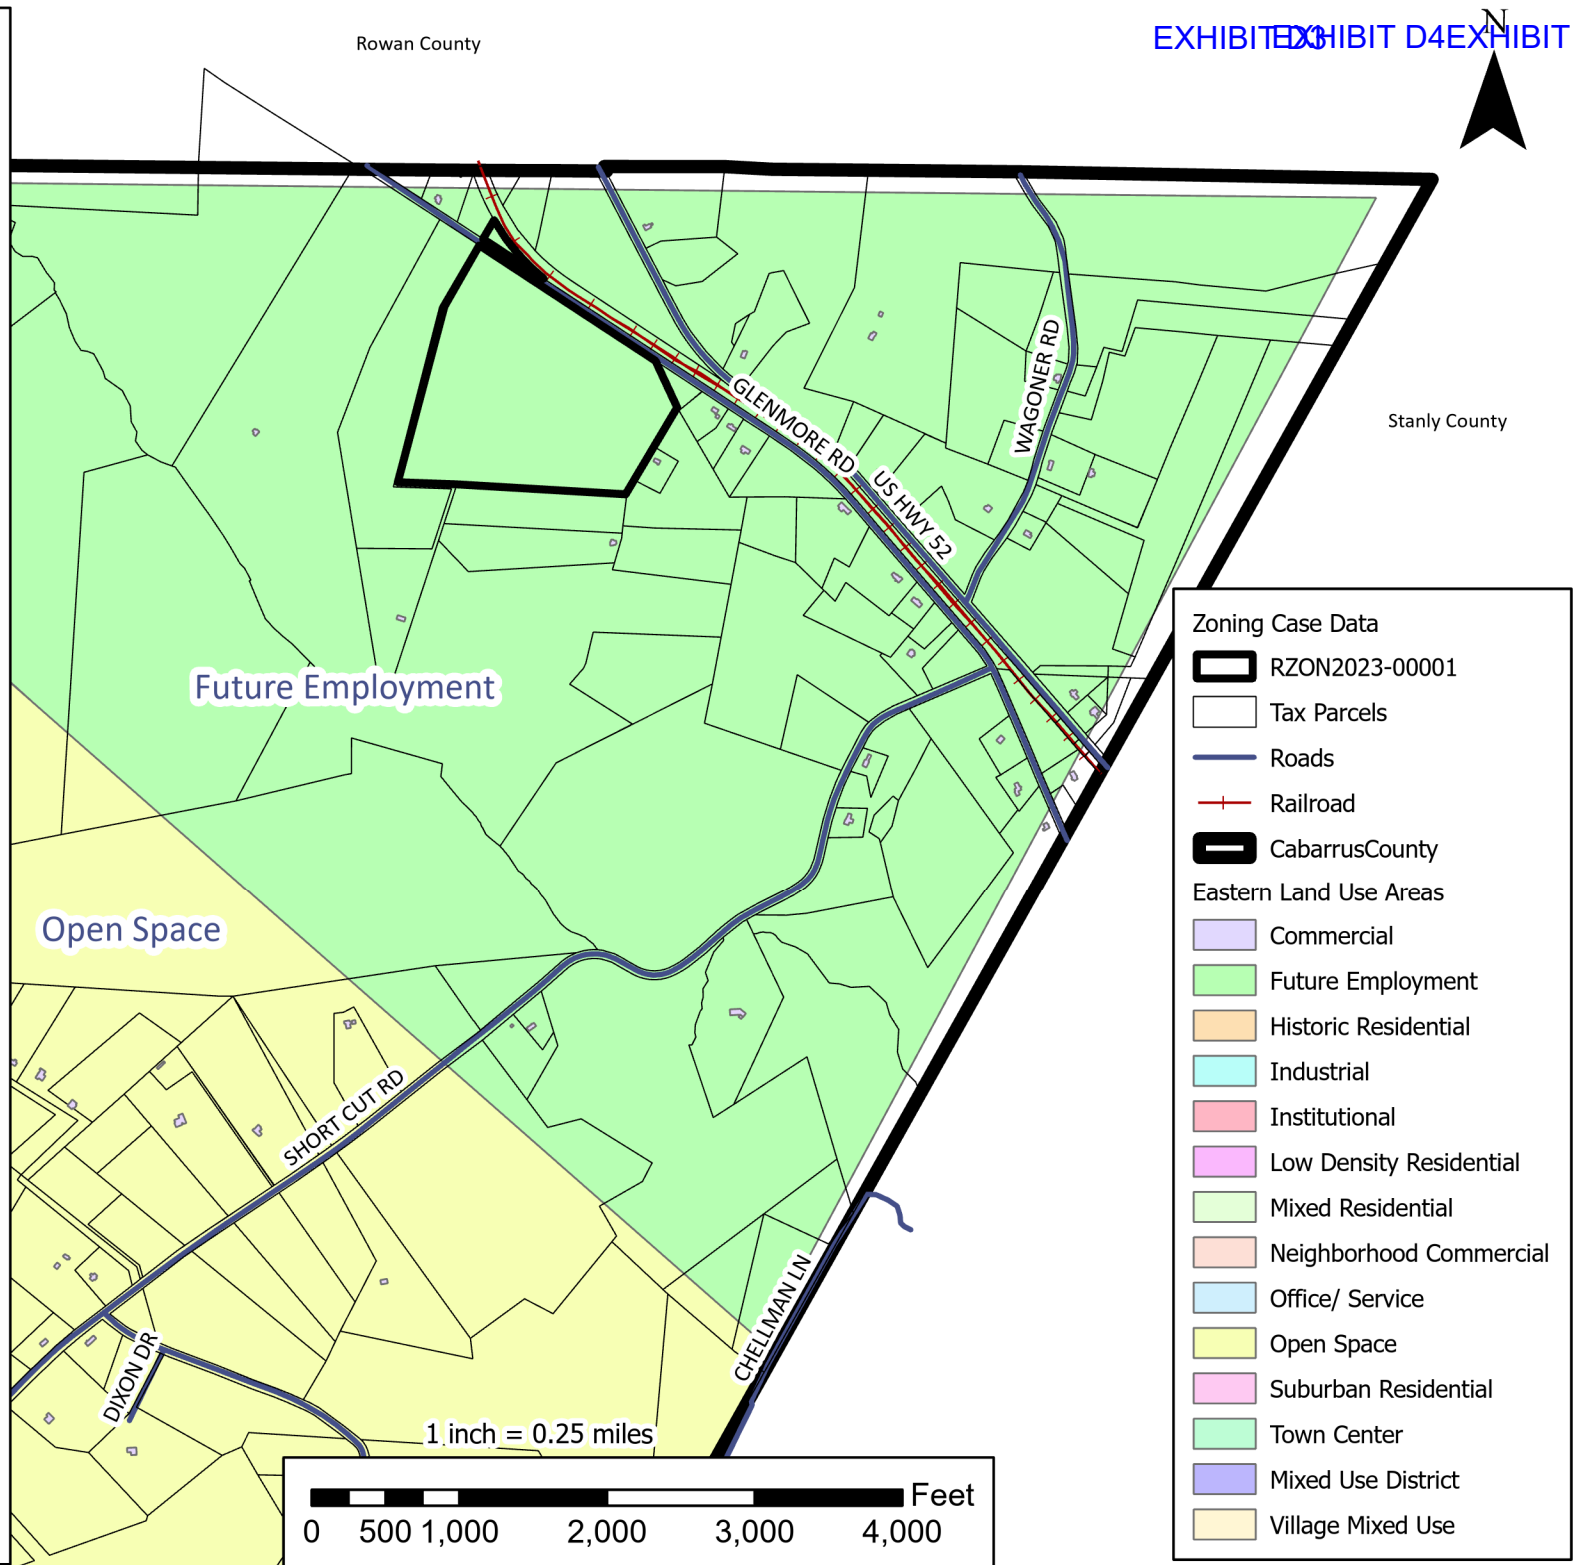 Rowan County
EXHIBIT D3
EXHIBIT D4
EXHIBIT
N
Stanly County
GLENMORE RD
US HWY 52
WAGONER RD
Future Employment
Open Space
SHORT CUT RD
DIXON DR
CHELLMAN LN
1 inch = 0.25 miles
Feet
0 500 1,000 2,000 3,000 4,000
Zoning Case Data
RZON2023-00001
Tax Parcels
Roads
Railroad
CabarrusCounty
Eastern Land Use Areas
Commercial
Future Employment
Historic Residential
Industrial
Institutional
Low Density Residential
Mixed Residential
Neighborhood Commercial
Office/ Service
Open Space
Suburban Residential
Town Center
Mixed Use District
Village Mixed Use